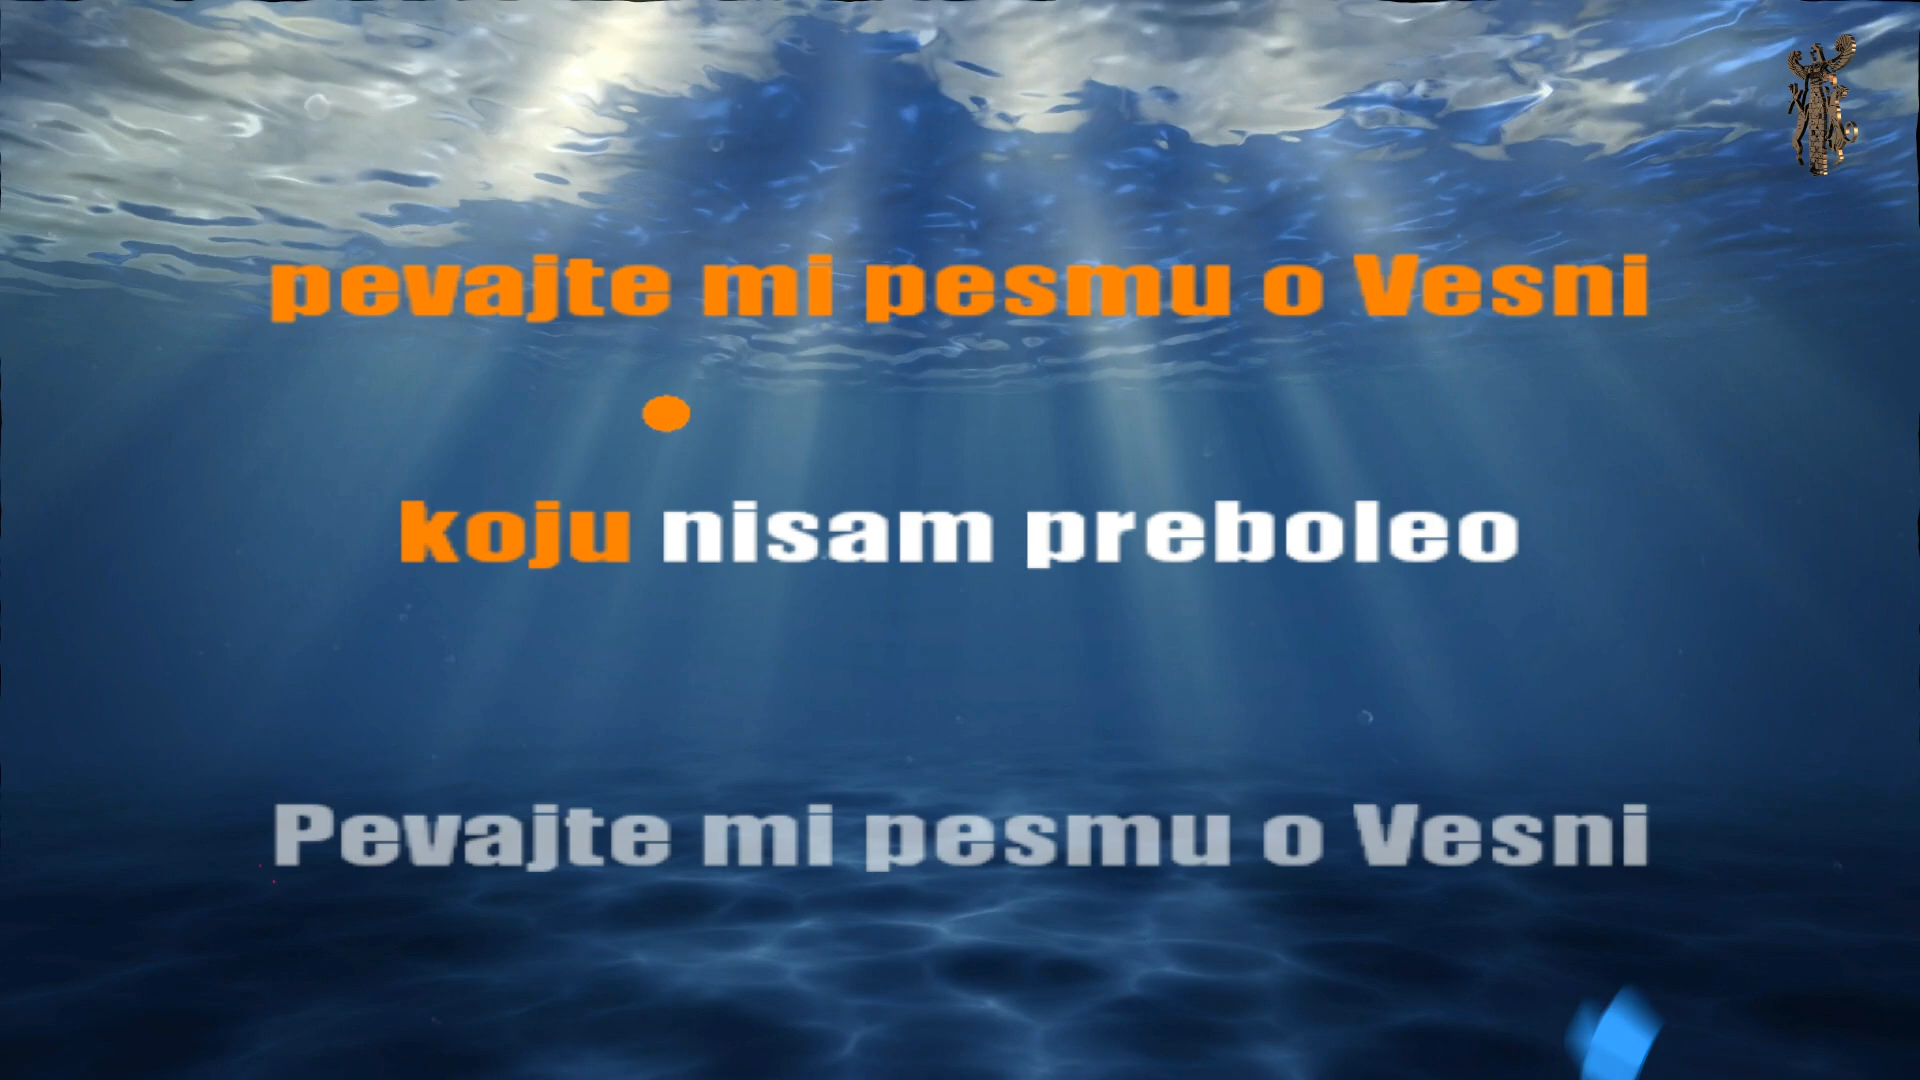 pevajte mi pesmu o Vesni
koju nisam preboleo
Pevajte mi pesmu o Vesni